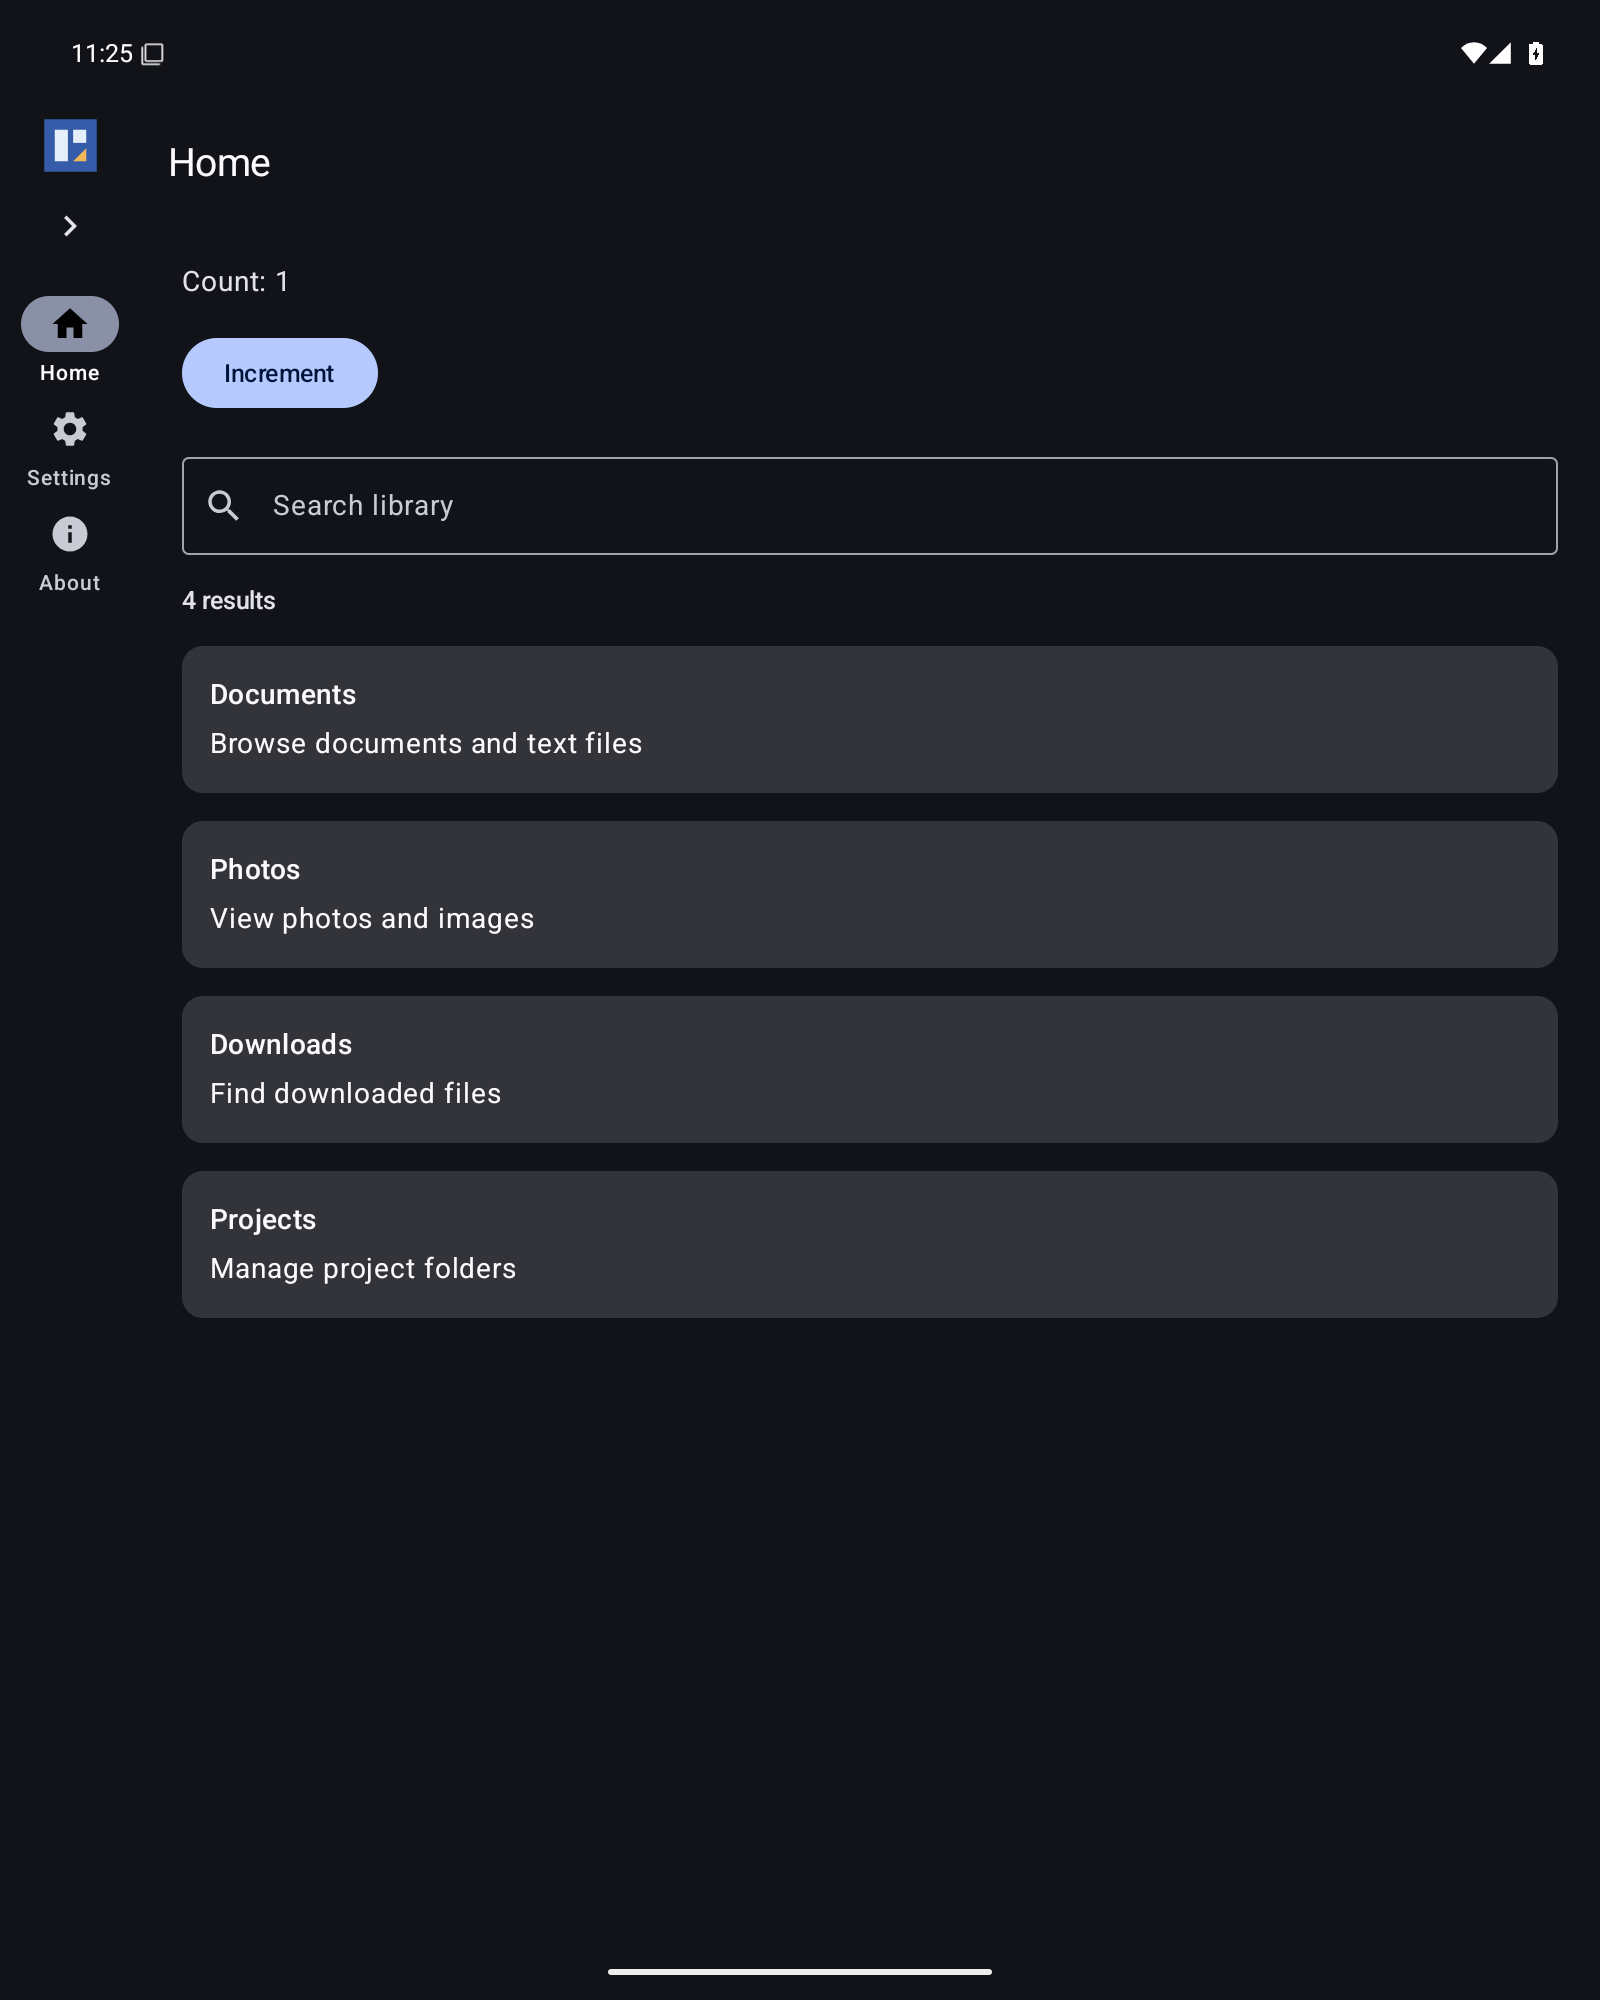 11:25
Home
Count: 1
Increment
Home
Settings
About
Search library
4 results
Documents
Browse documents and text files
Photos
View photos and images
Downloads
Find downloaded files
Projects
Manage project folders